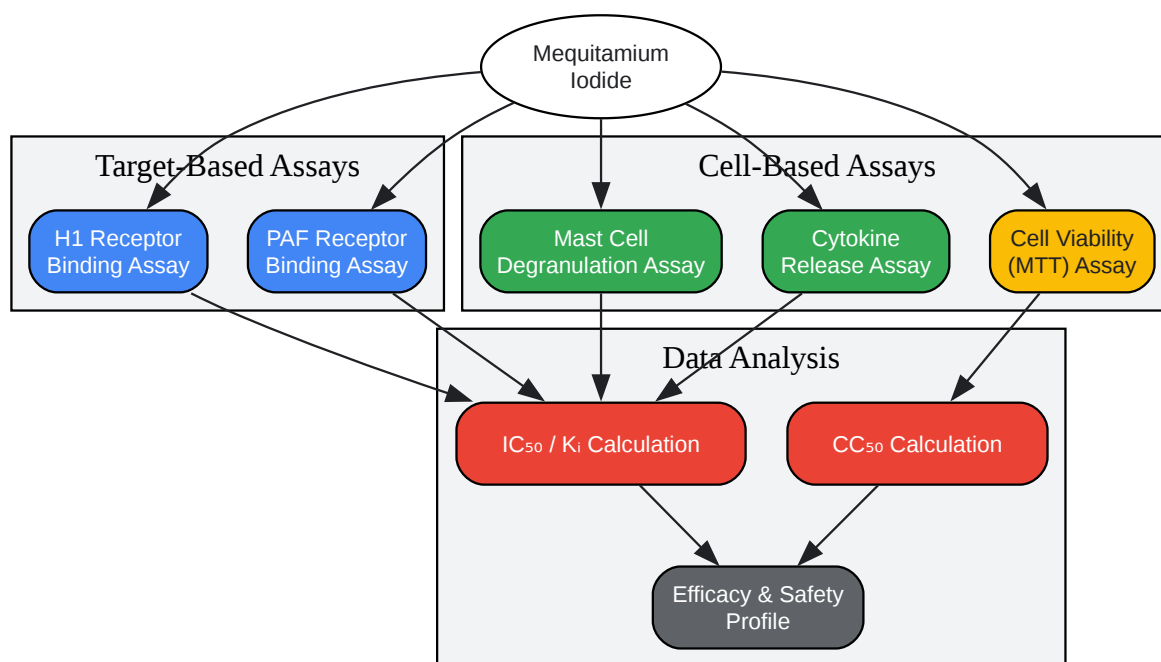 Mequitamium
Iodide
Target-Based Assays
Cell-Based Assays
H1 Receptor
Binding Assay
PAF Receptor
Binding Assay
Mast Cell
Degranulation Assay
Cytokine
Release Assay
Cell Viability
(MTT) Assay
Data Analysis
IC₅₀ / Kᵢ Calculation
CC₅₀ Calculation
Efficacy & Safety
Profile